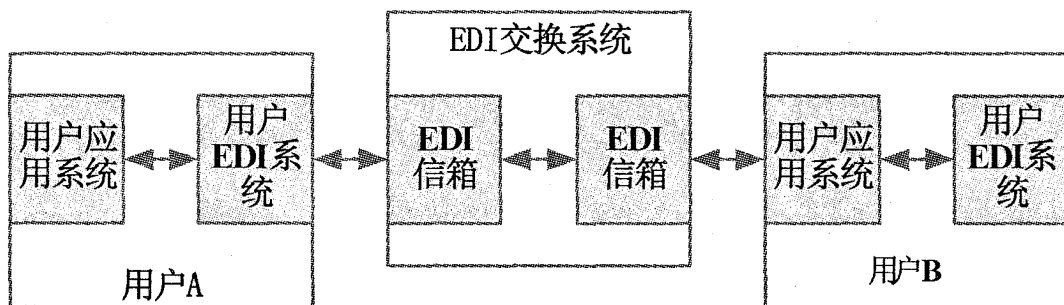 EDI交换系统
用户应
用系统
用户
EDI系
统
EDI
信箱
EDI
信箱
用户应
用系统
用户
EDI系
统
用户A
用户B